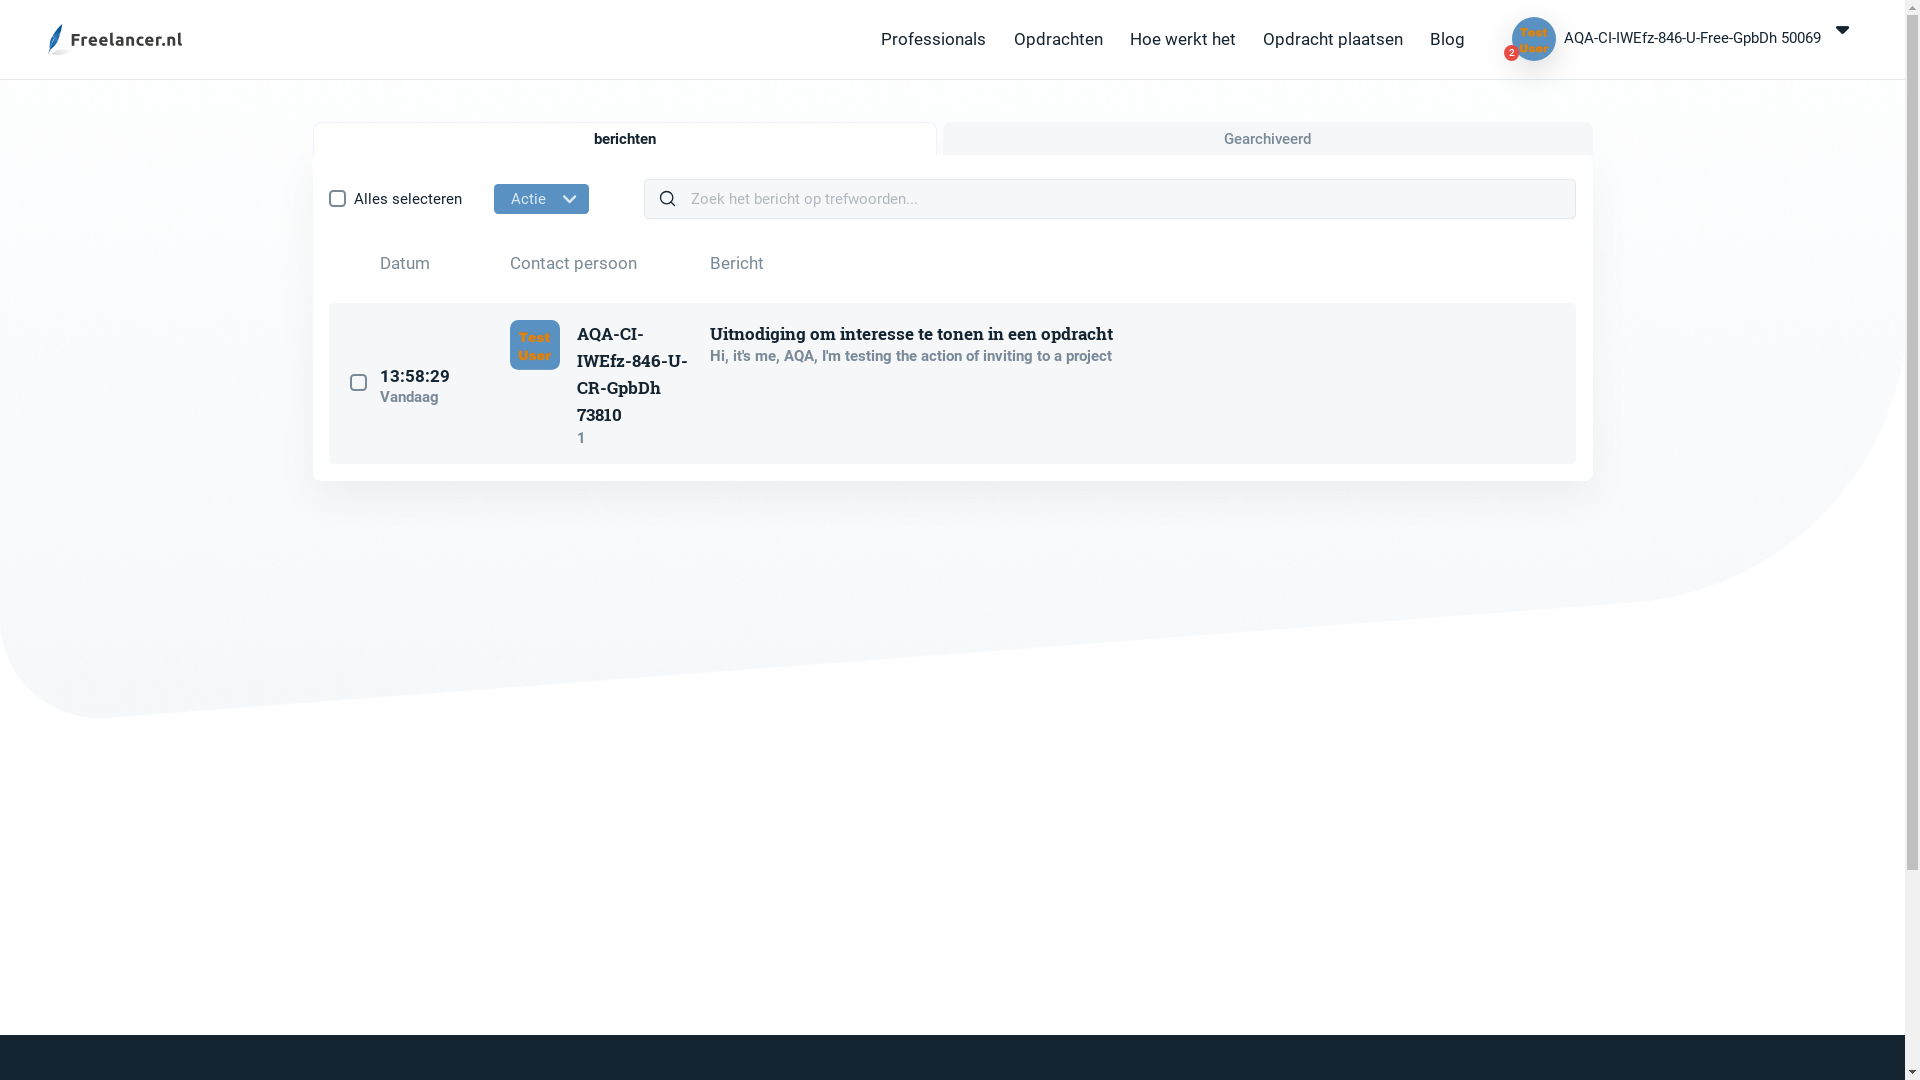 Freelancer.nl
Professionals
Opdrachten
Hoe werkt het
Opdracht plaatsen
Blog
Test
User
2
AQA-CI-IWEfz-846-U-Free-GpbDh 50069
berichten
Gearchiveerd
Alles selecteren
Actie
Zoek het bericht op trefwoorden...
Datum
Contact persoon
Bericht
13:58:29
Vandaag
Test
User
AQA-CI-
IWEfz-846-U-
CR-GpbDh
73810
1
Uitnodiging om interesse te tonen in een opdracht
Hi, it's me, AQA, I'm testing the action of inviting to a project